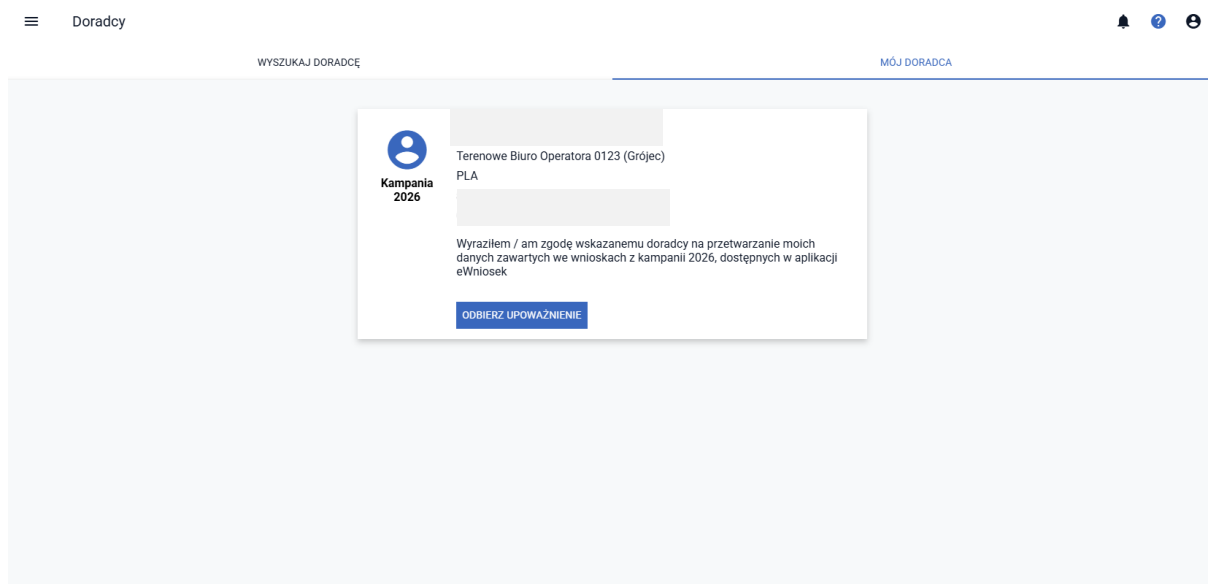 Doradcy
WYSZUKAJ DORADCĘ
MÓJ DORADCA
Kampania
2026
Terenowe Biuro Operatora 0123 (Grójec)
PLA
Wyraziłem / am zgodę wskazanemu doradcy na przetwarzanie moich
danych zawartych we wnioskach z kampanii 2026, dostępnych w aplikacji
eWniosek
ODBIERZ UPOWAŻNIENIE